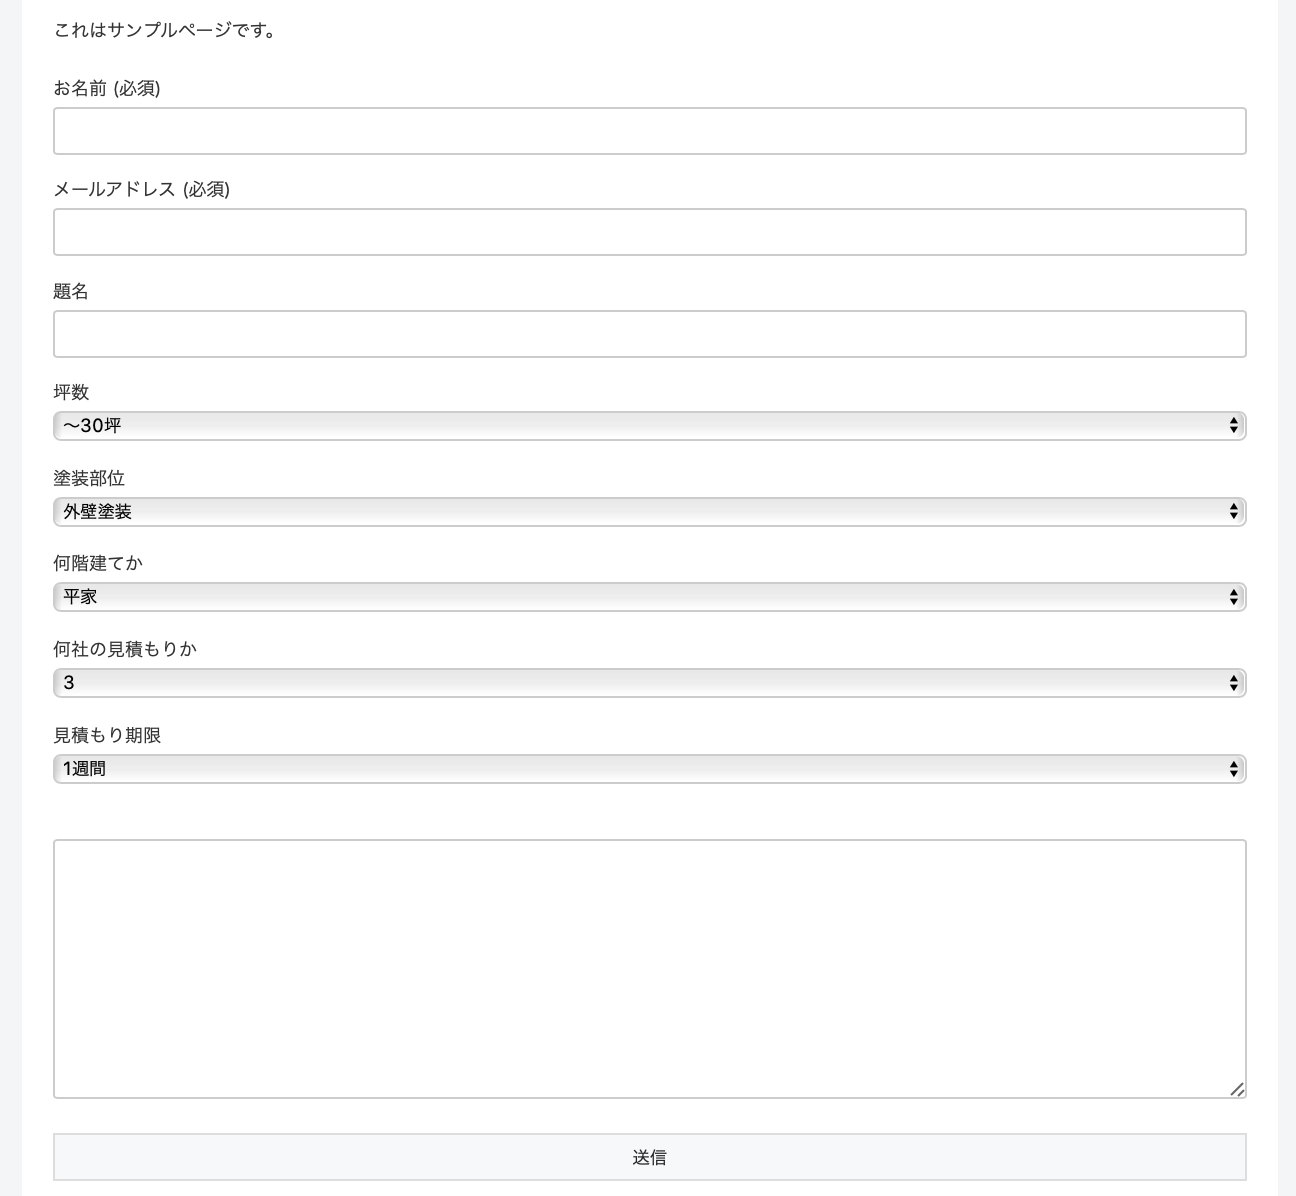 これはサンプルページです。
お名前 (必須)
メールアドレス (必須)
題名
坪数
〜30坪
塗装部位
外壁塗装
何階建てか
平家
何社の見積もりか
3
見積もり期限
1週間
送信